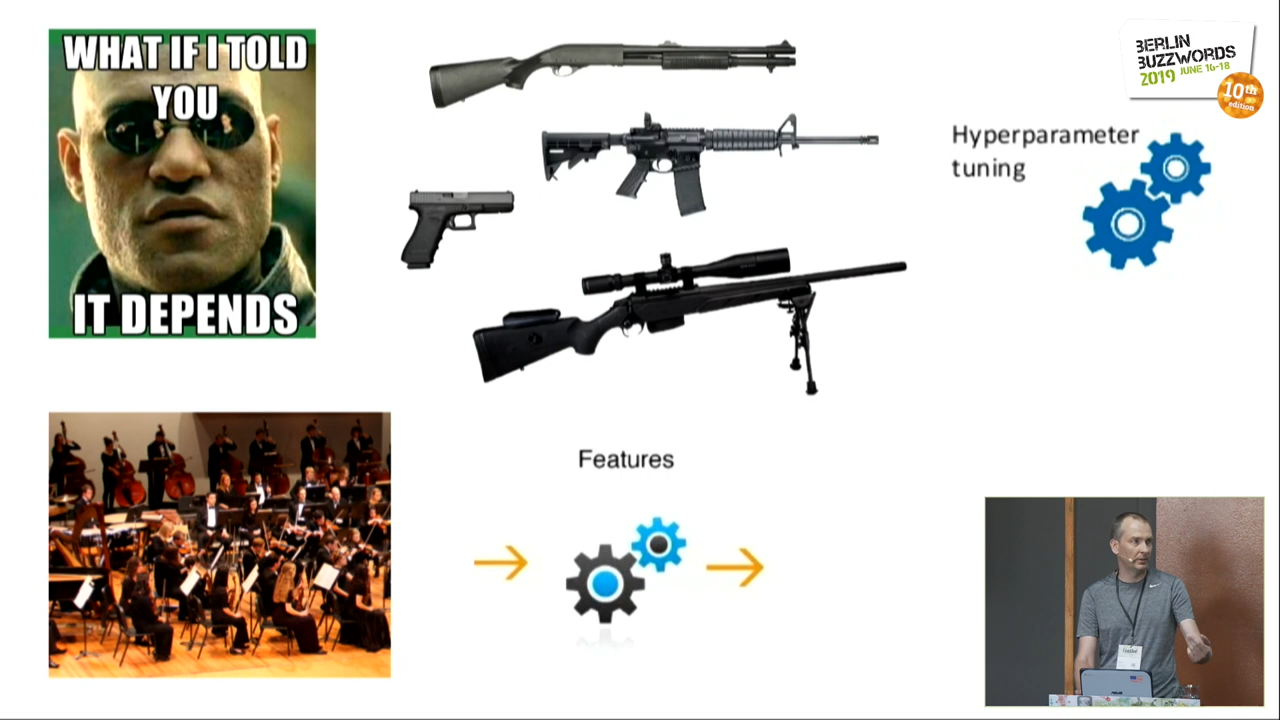 WHAT IF I TOLD
YOU
IT DEPENDS
BERLIN
BUZZWORDS
2019 JUNE 16-18
10th
edition
Hyperparameter
tuning
Features